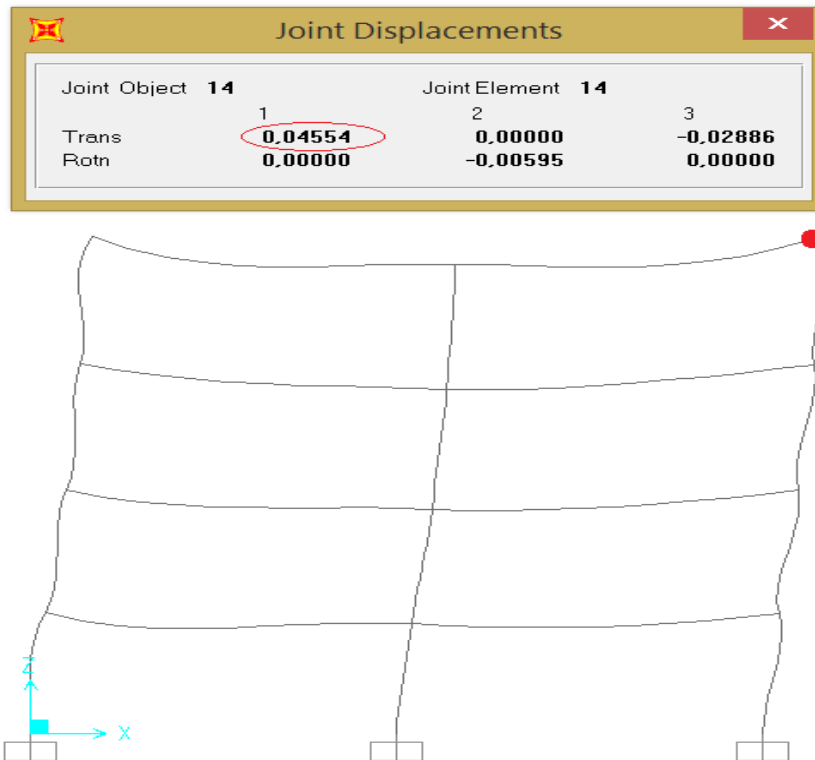 Joint Displacements
Joint Object 14 Joint Element 14
1 2 3
Trans 0,04554 0,00000 -0,02886
Rotn 0,00000 -0,00595 0,00000
Z
X